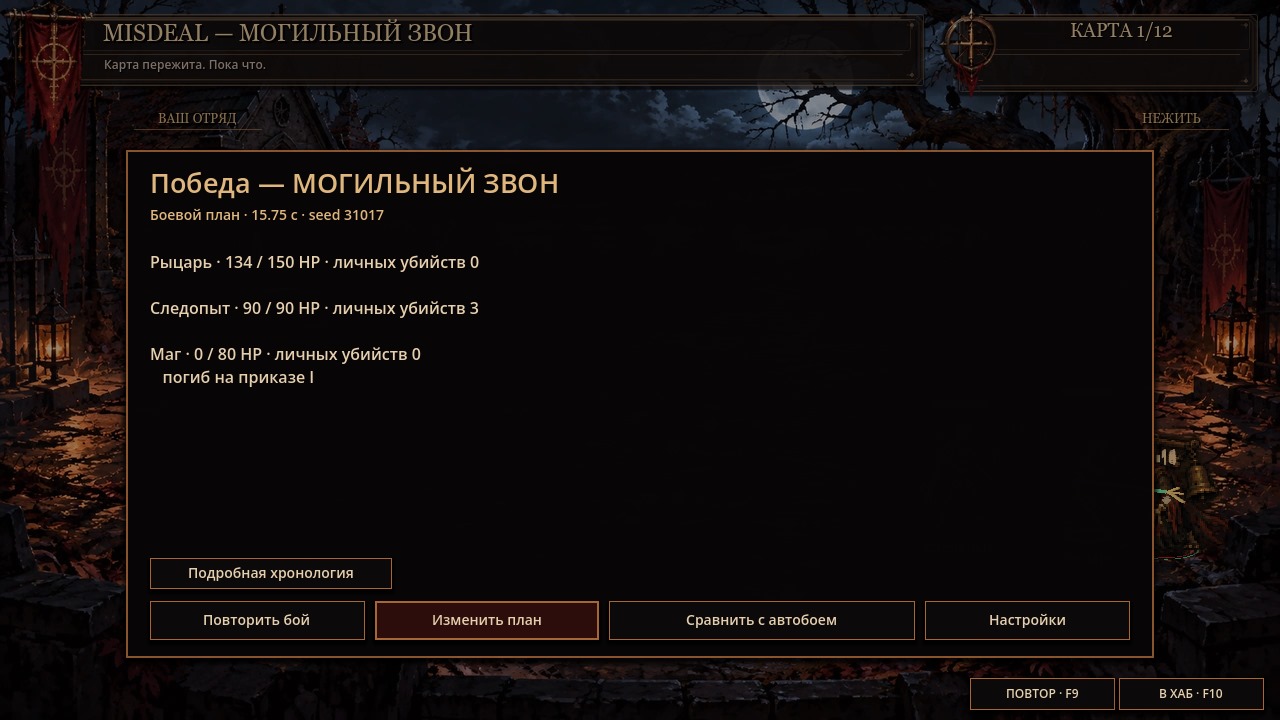 MISDEAL — МОГИЛЬНЫЙ ЗВОН
Карта пережита. Пока что.
КАРТА 1/12
ВАШ ОТРЯД
НЕЖИТЬ
Победа — МОГИЛЬНЫЙ ЗВОН
Боевой план · 15.75 с · seed 31017
Рыцарь · 134 / 150 HP · личных убийств 0
Следопыт · 90 / 90 HP · личных убийств 3
Маг · 0 / 80 HP · личных убийств 0
погиб на приказе I
Подробная хронология
Повторить бой
Изменить план
Сравнить с автобоем
Настройки
ПОВТОР · F9
В ХАБ · F10